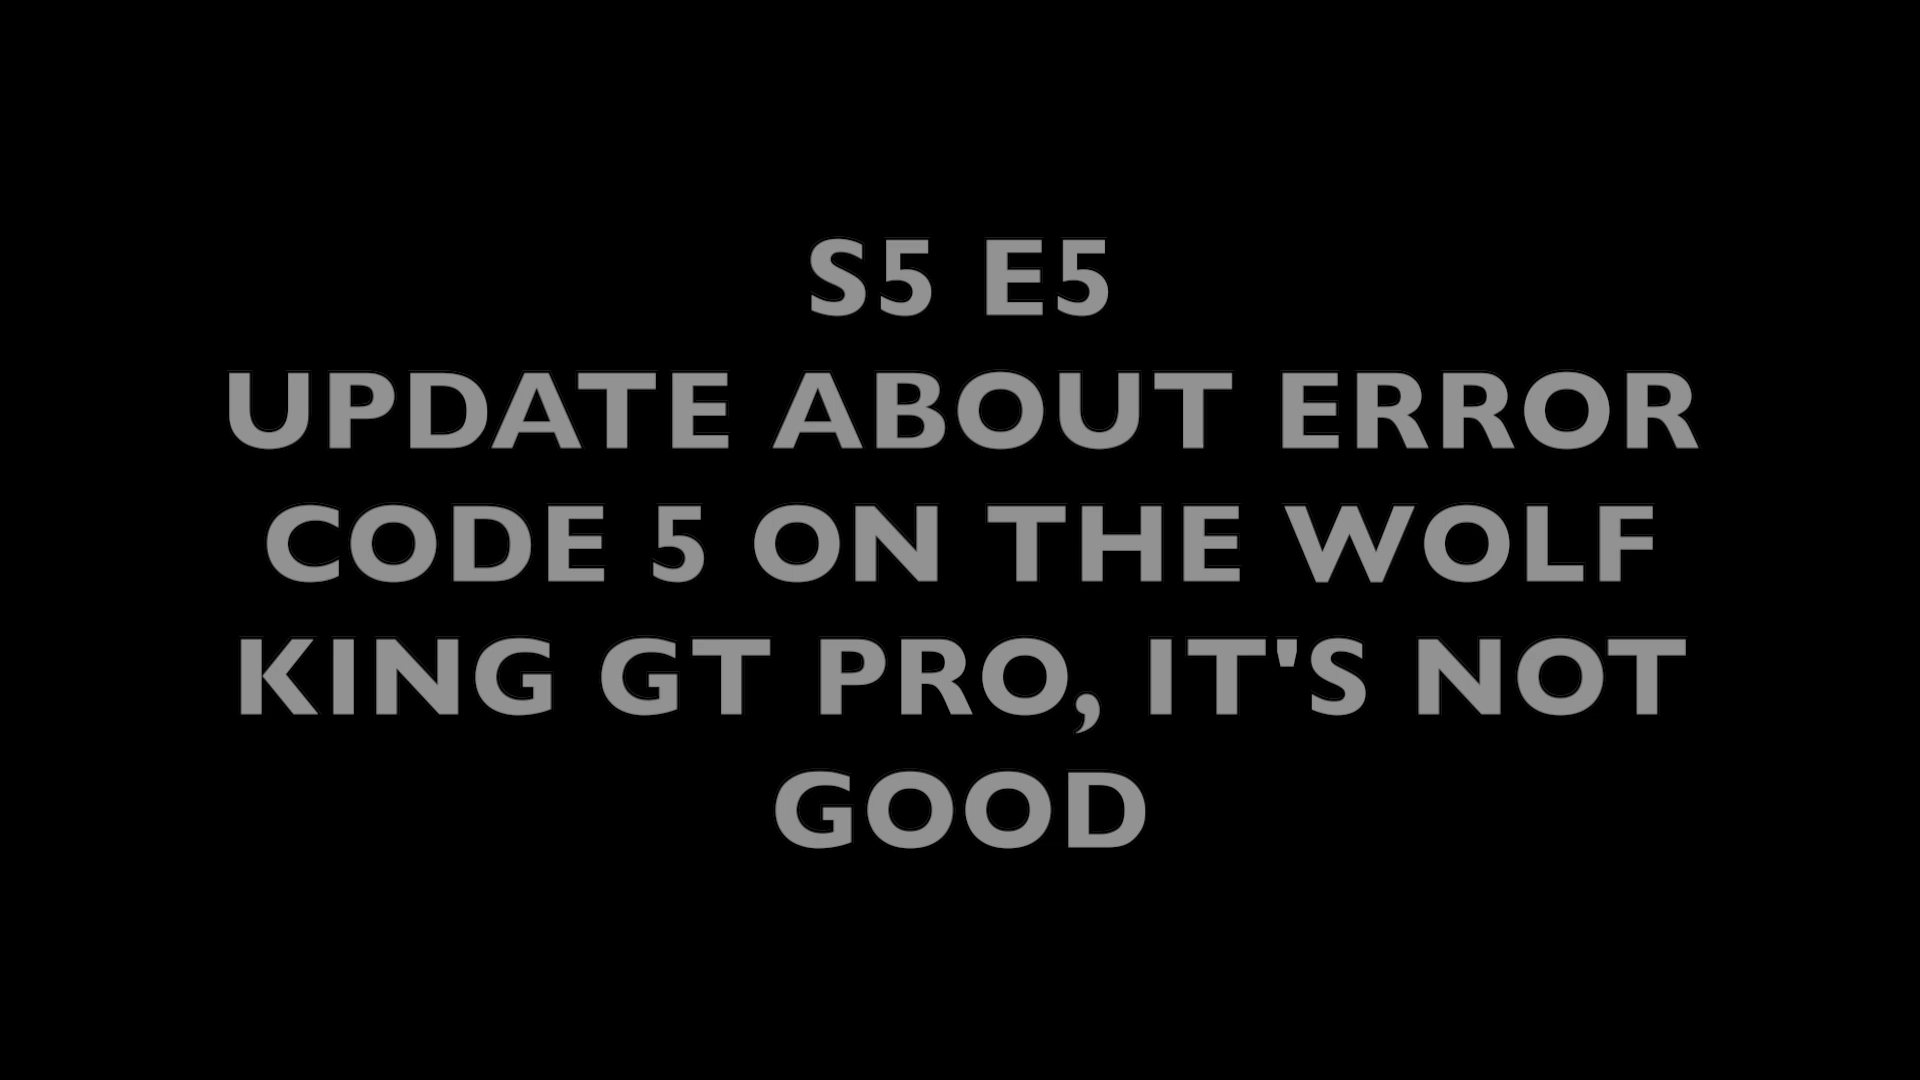 S5 E5
UPDATE ABOUT ERROR
CODE 5 ON THE WOLF
KING GT PRO, IT'S NOT
GOOD